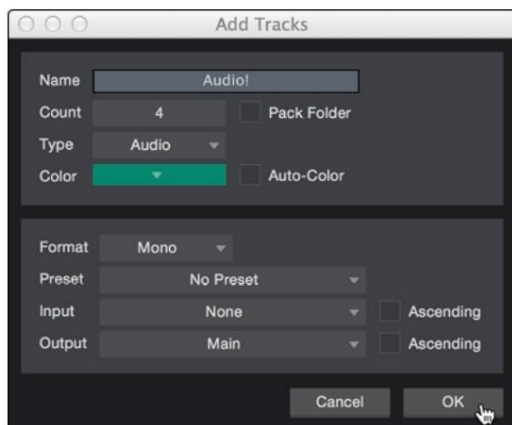 Add Tracks
Name Audio!
Count 4 Pack Folder
Type Audio
Color Auto-Color
Format Mono
Preset No Preset
Input None Ascending
Output Main Ascending
Cancel OK